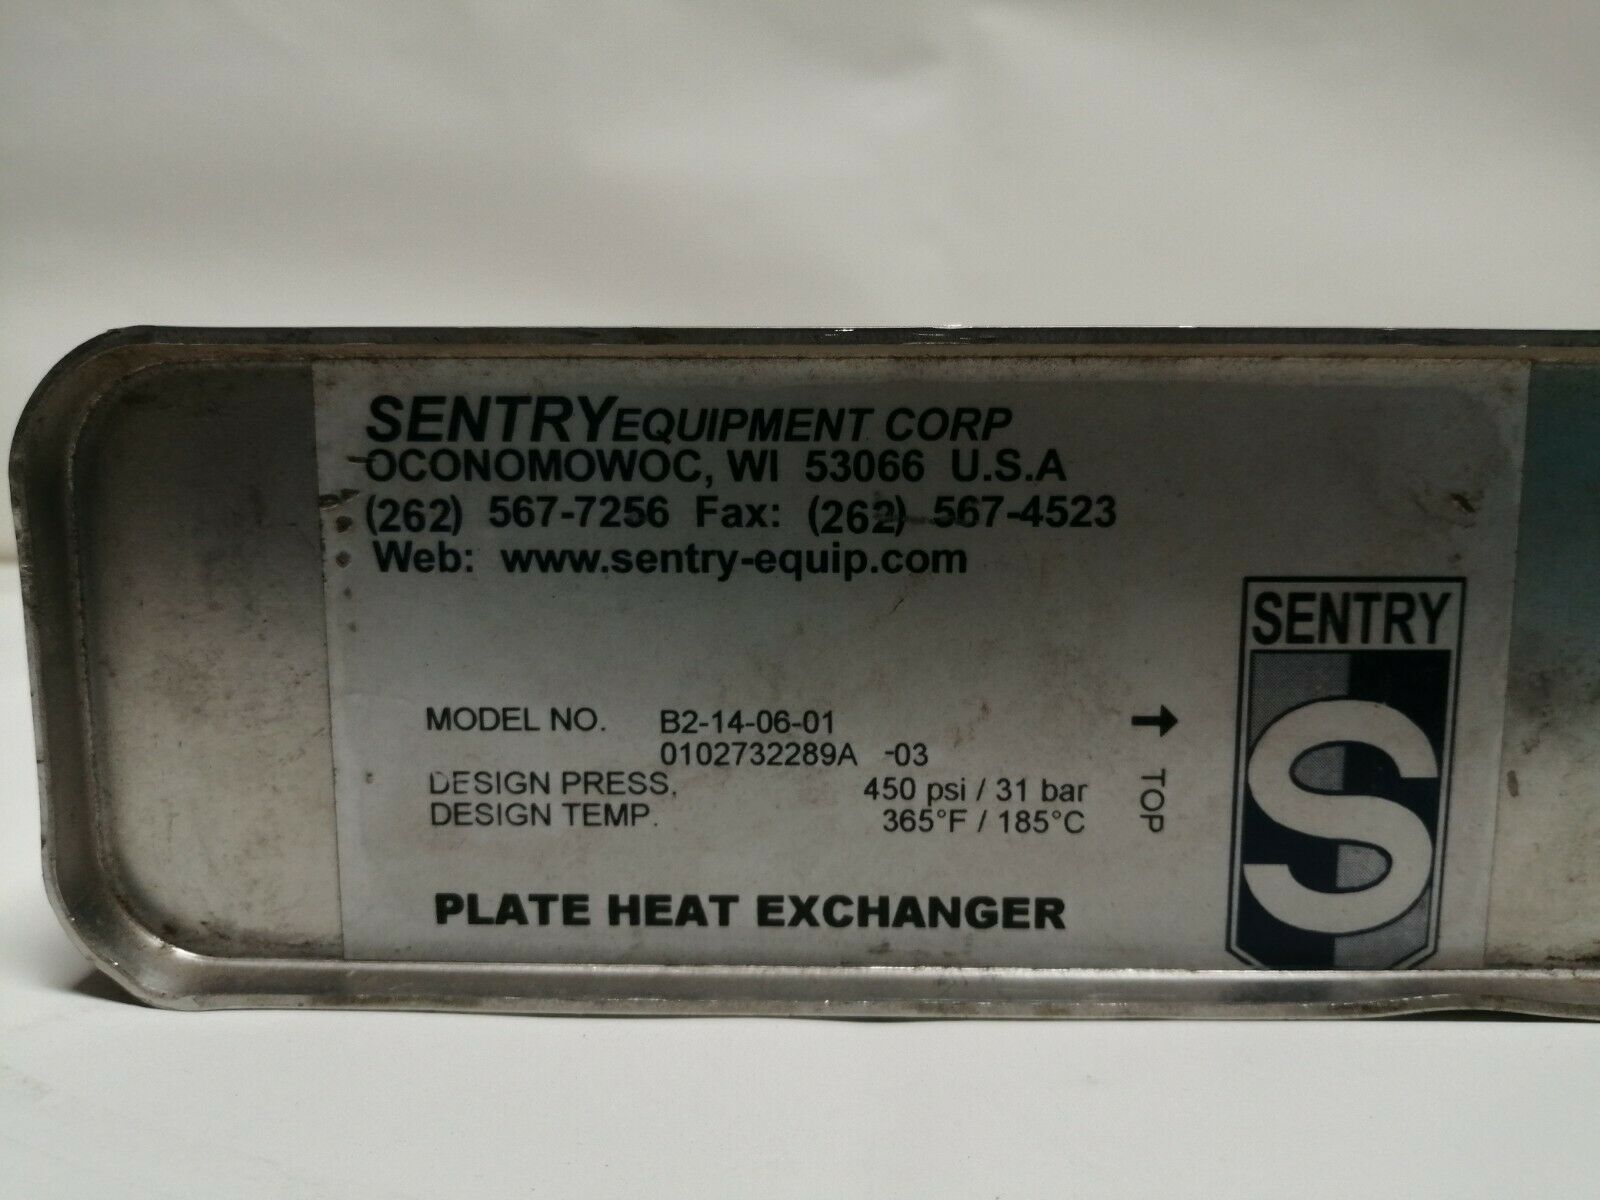 SENTRY EQUIPMENT CORP
OCONOMOWOC, WI 53066 U.S.A
(262) 567-7256 Fax: (262) 567-4523
Web: www.sentry-equip.com
MODEL NO. B2-14-06-01
0102732289A -03
DESIGN PRESS. 450 psi / 31 bar
DESIGN TEMP. 365°F / 185°C
PLATE HEAT EXCHANGER
↑ TOP
SENTRY
S